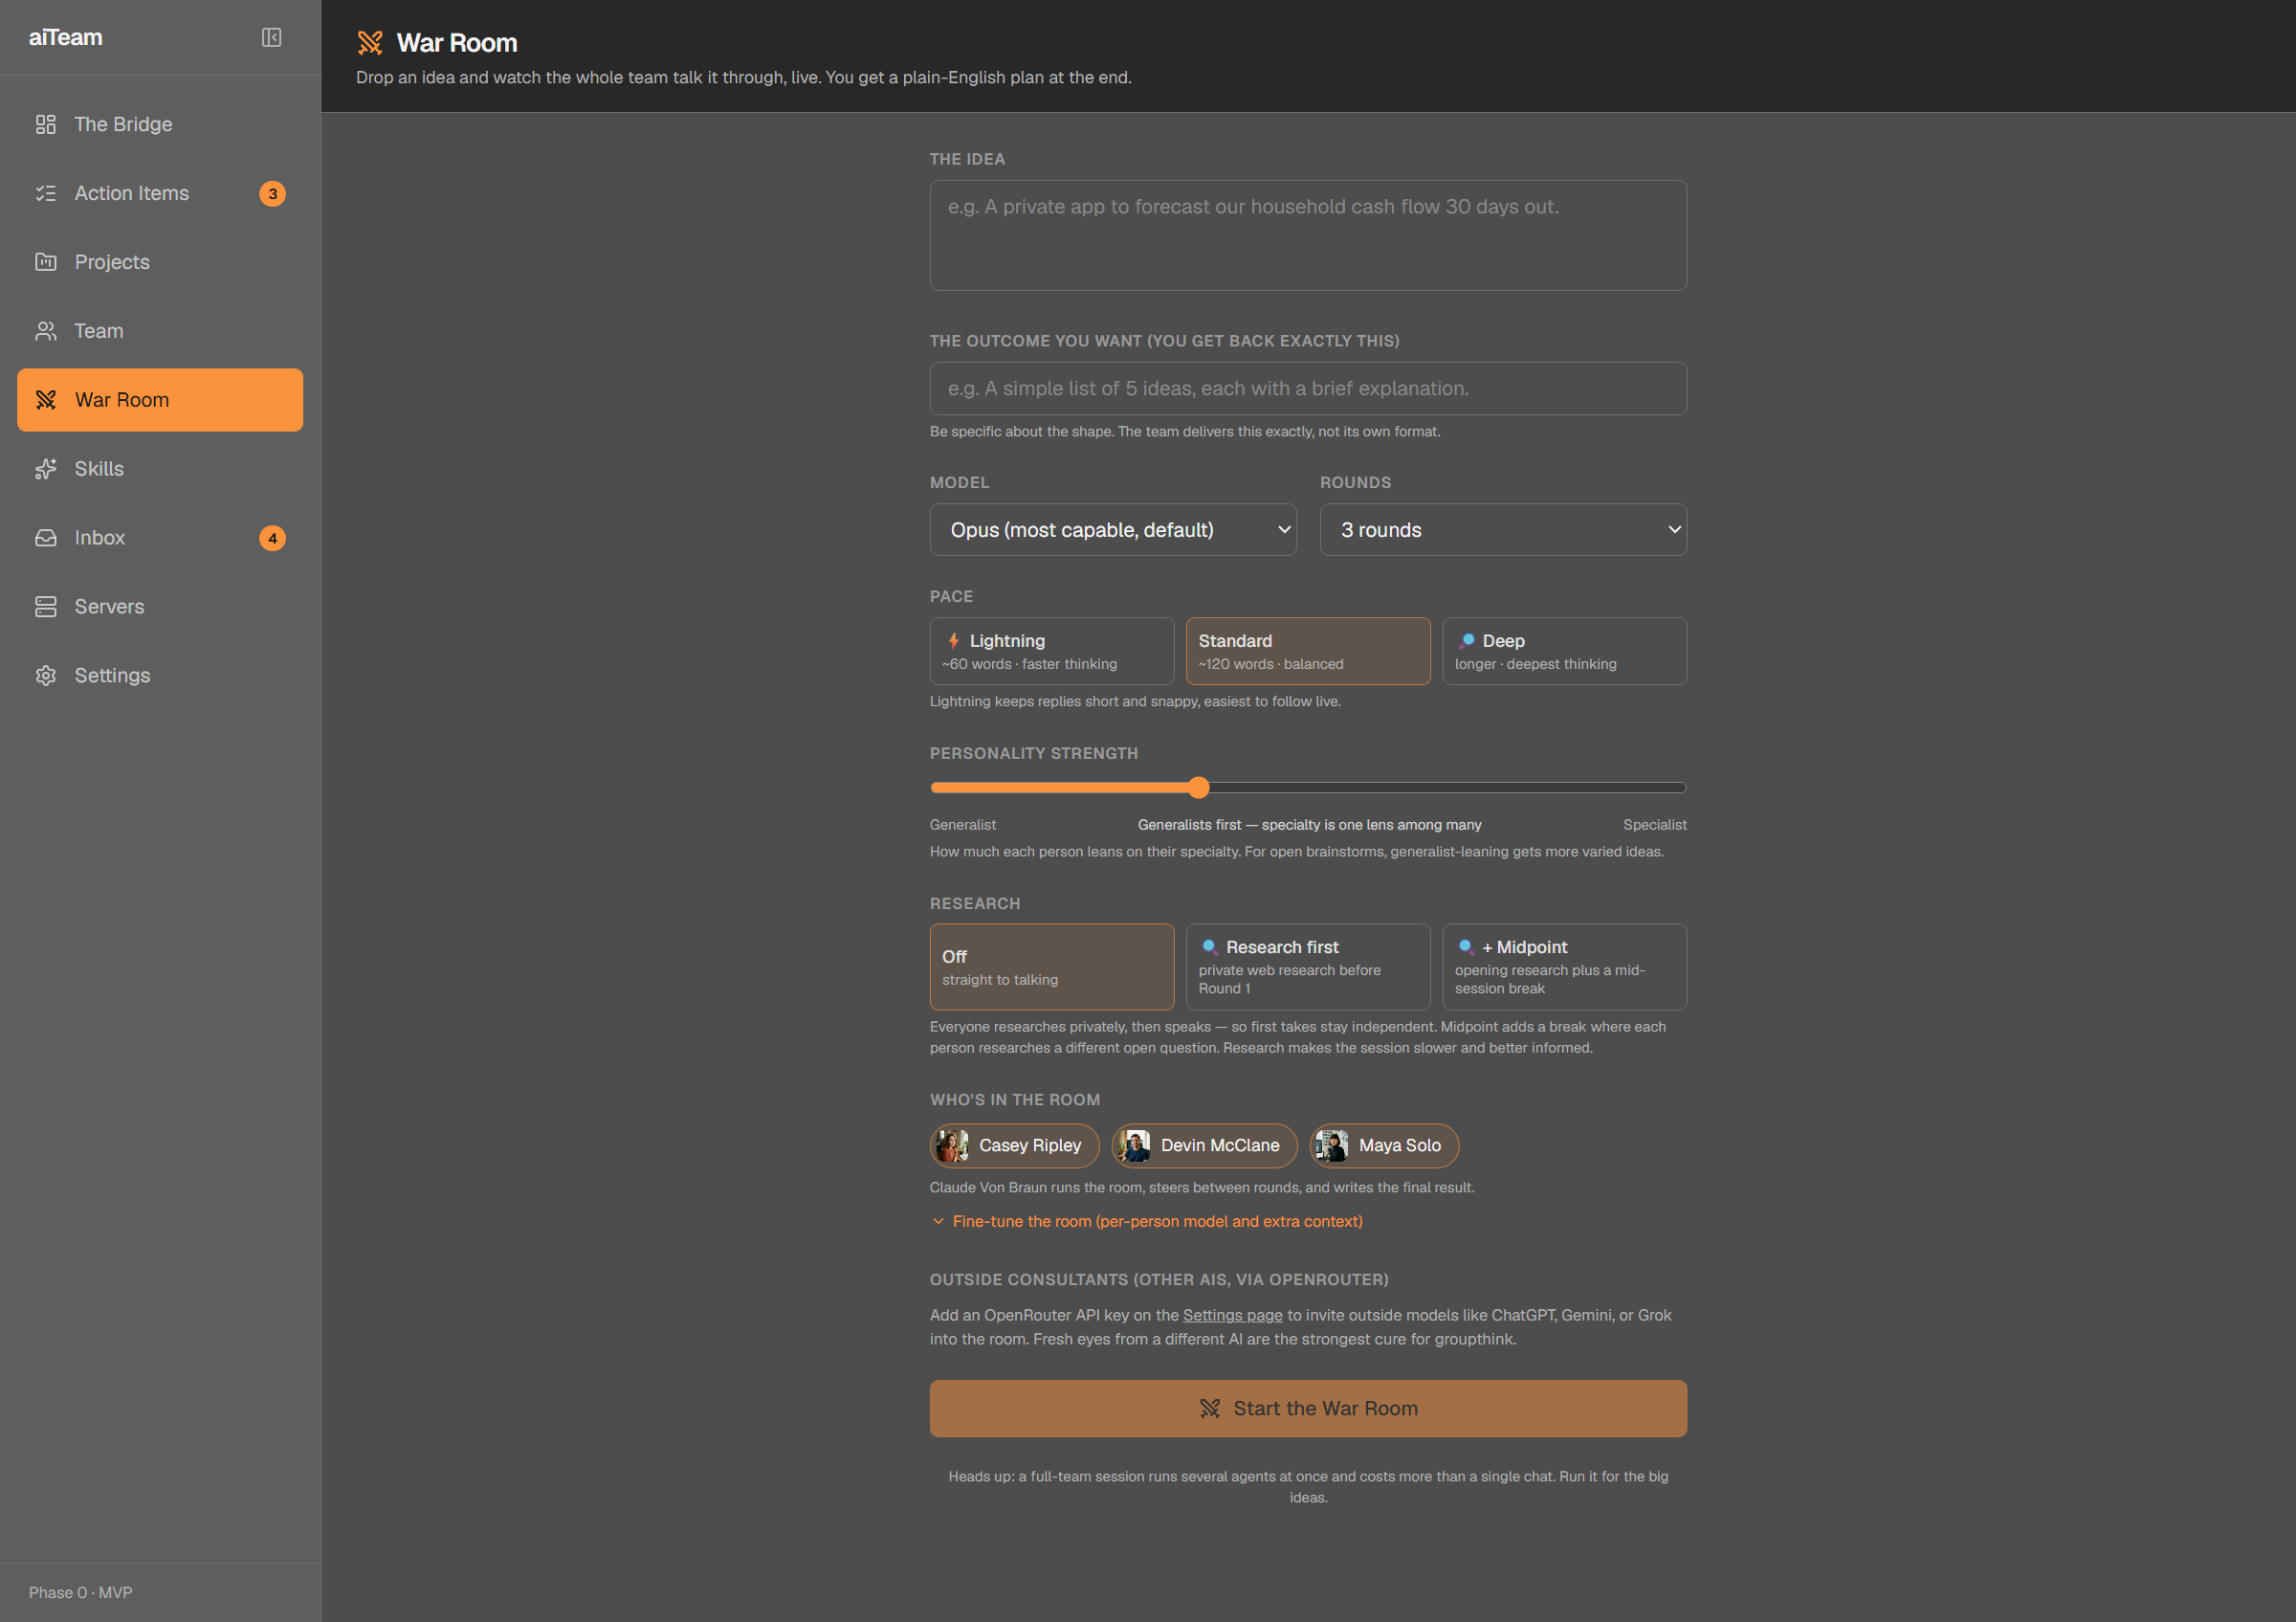 aiTeam
The Bridge
Action Items
3
Projects
Team
War Room
Skills
Inbox
4
Servers
Settings
Phase 0 · MVP
War Room
Drop an idea and watch the whole team talk it through, live. You get a plain-English plan at the end.
THE IDEA
e.g. A private app to forecast our household cash flow 30 days out.
THE OUTCOME YOU WANT (YOU GET BACK EXACTLY THIS)
e.g. A simple list of 5 ideas, each with a brief explanation.
Be specific about the shape. The team delivers this exactly, not its own format.
MODEL
ROUNDS
Opus (most capable, default)
3 rounds
PACE
Lightning
~60 words · faster thinking
Standard
~120 words · balanced
Deep
longer · deepest thinking
Lightning keeps replies short and snappy, easiest to follow live.
PERSONALITY STRENGTH
Generalist
Generalists first — specialty is one lens among many
Specialist
How much each person leans on their specialty. For open brainstorms, generalist-leaning gets more varied ideas.
RESEARCH
Off
straight to talking
Research first
private web research before
Round 1
+ Midpoint
opening research plus a mid-
session break
Everyone researches privately, then speaks — so first takes stay independent. Midpoint adds a break where each
person researches a different open question. Research makes the session slower and better informed.
WHO'S IN THE ROOM
Casey Ripley
Devin McClane
Maya Solo
Claude Von Braun runs the room, steers between rounds, and writes the final result.
Fine-tune the room (per-person model and extra context)
OUTSIDE CONSULTANTS (OTHER AIS, VIA OPENROUTER)
Add an OpenRouter API key on the Settings page to invite outside models like ChatGPT, Gemini, or Grok
into the room. Fresh eyes from a different AI are the strongest cure for groupthink.
Start the War Room
Heads up: a full-team session runs several agents at once and costs more than a single chat. Run it for the big
ideas.